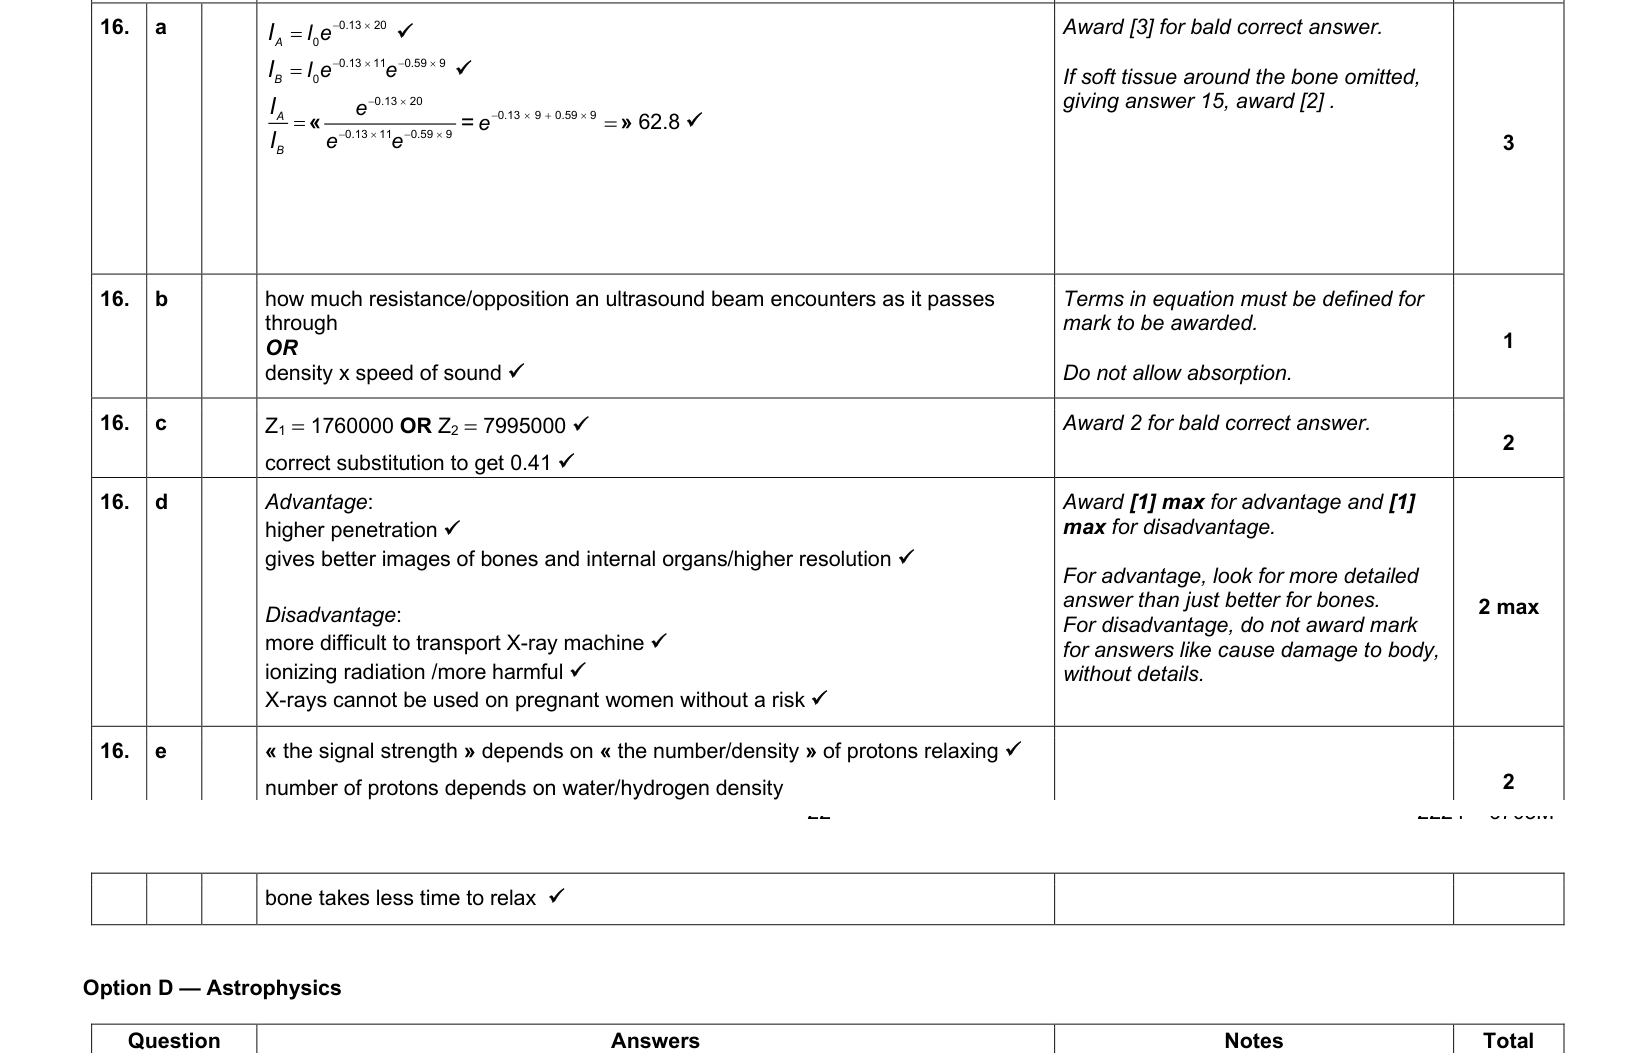 16. a I_A = I_0e^{−0.13 × 20} ✓ Award [3] for bald correct answer.
I_B = I_0e^{−0.13 × 11}e^{−0.59 × 9} ✓
If soft tissue around the bone omitted,
giving answer 15, award [2] .
I_A/I_B = « e^{−0.13 × 20}/e^{−0.13 × 11}e^{−0.59 × 9} = e^{−0.13 × 9 + 0.59 × 9} = » 62.8 ✓
3
16. b how much resistance/opposition an ultrasound beam encounters as it passes
through
OR
density x speed of sound ✓
Terms in equation must be defined for
mark to be awarded.
Do not allow absorption.
1
16. c Z1 = 1760000 OR Z2 = 7995000 ✓
correct substitution to get 0.41 ✓
Award 2 for bald correct answer.
2
16. d Advantage:
higher penetration ✓
gives better images of bones and internal organs/higher resolution ✓
Disadvantage:
more difficult to transport X-ray machine ✓
ionizing radiation /more harmful ✓
X-rays cannot be used on pregnant women without a risk ✓
Award [1] max for advantage and [1]
max for disadvantage.
For advantage, look for more detailed
answer than just better for bones.
For disadvantage, do not award mark
for answers like cause damage to body,
without details.
2 max
16. e « the signal strength » depends on « the number/density » of protons relaxing ✓
number of protons depends on water/hydrogen density
2
bone takes less time to relax ✓
Option D — Astrophysics
Question Answers Notes Total